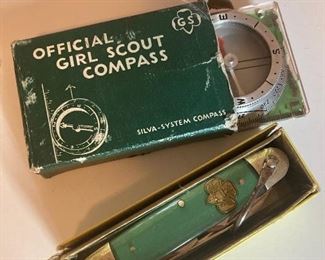 OFFICIAL
GIRL SCOUT
COMPASS
GS
SILVA-SYSTEM COMPASS
E
S
W